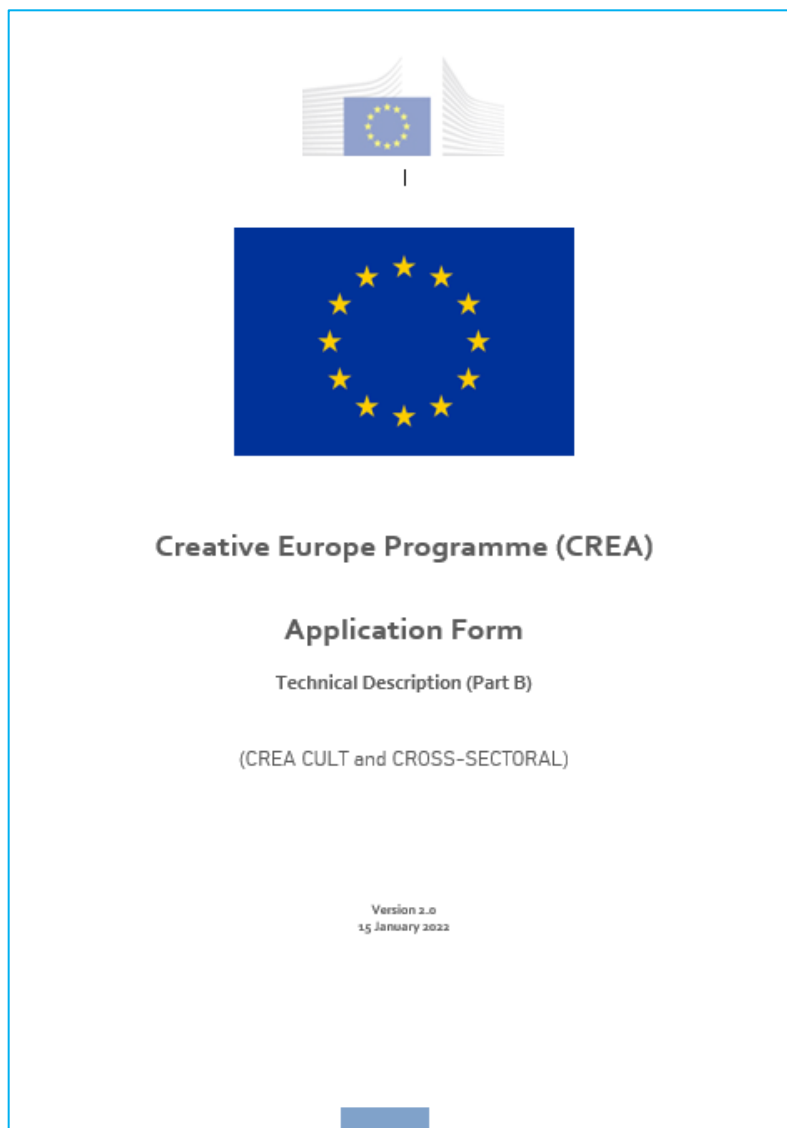 Creative Europe Programme (CREA)
Application Form
Technical Description (Part B)
(CREA CULT and CROSS-SECTORAL)
Version 2.0
15 January 2022